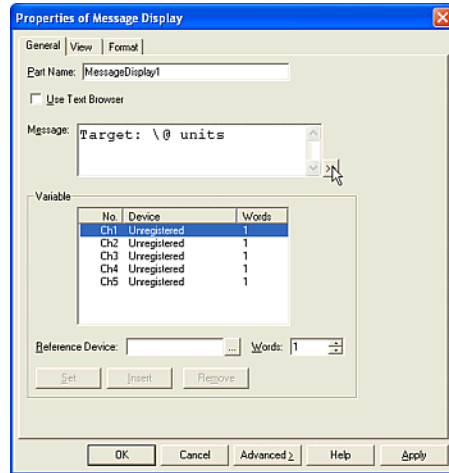 Properties of Message Display
General View Format
Part Name: MessageDisplay1
Use Text Browser
Message: Target: \@ units
>>
Variable
No. Device Words
Ch1 Unregistered 1
Ch2 Unregistered 1
Ch3 Unregistered 1
Ch4 Unregistered 1
Ch5 Unregistered 1
Reference Device: ... Words: 1
Set Insert Remove
OK Cancel Advanced > Help Apply